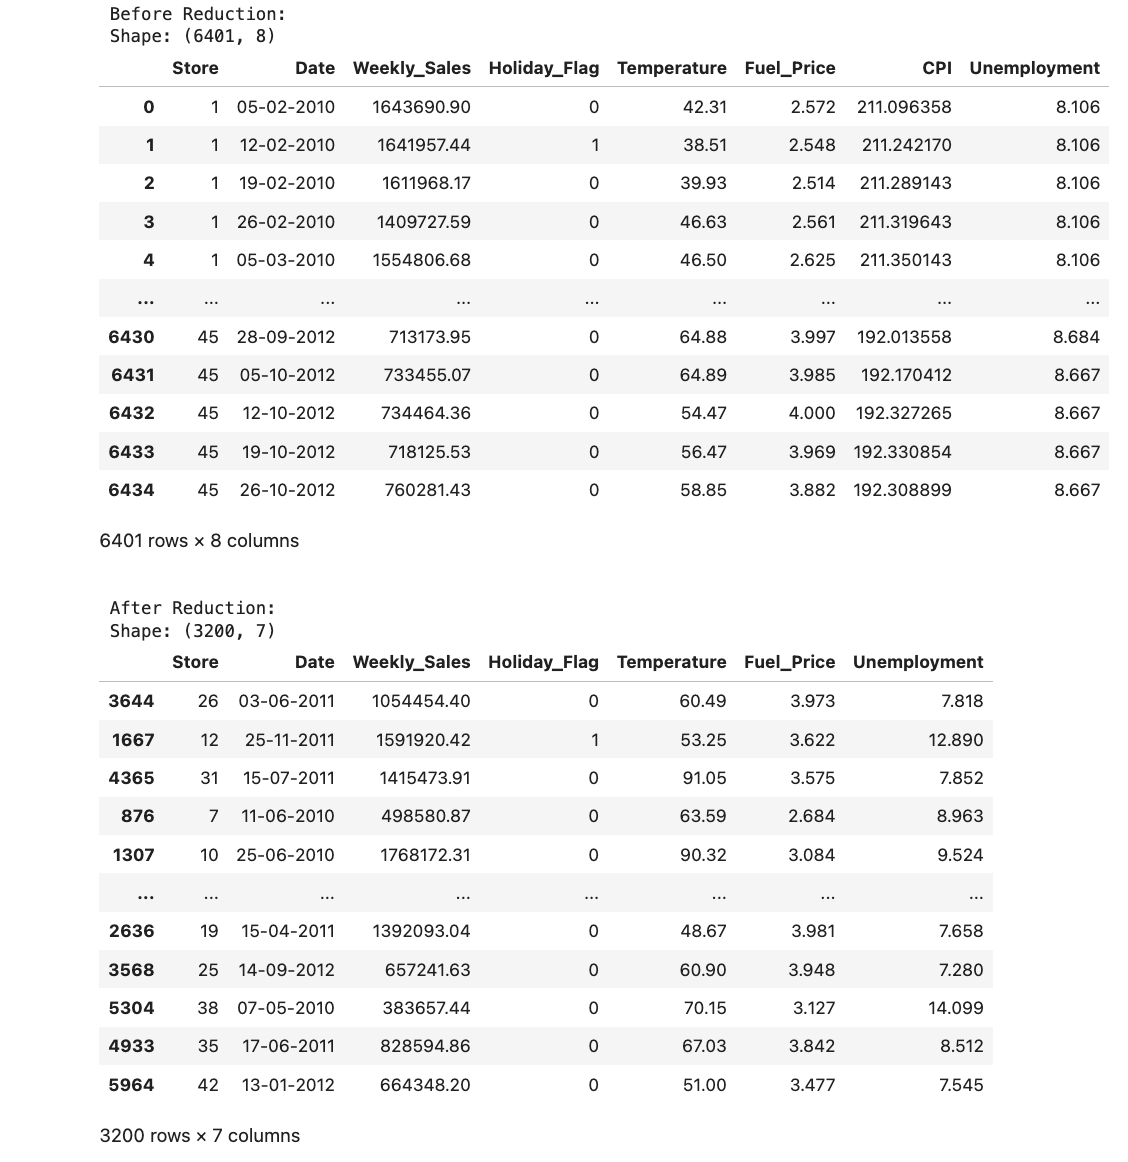 Before Reduction:
Shape: (6401, 8)
Store Date Weekly_Sales Holiday_Flag Temperature Fuel_Price CPI Unemployment
0 1 05-02-2010 1643690.90 0 42.31 2.572 211.096358 8.106
1 1 12-02-2010 1641957.44 1 38.51 2.548 211.242170 8.106
2 1 19-02-2010 1611968.17 0 39.93 2.514 211.289143 8.106
3 1 26-02-2010 1409727.59 0 46.63 2.561 211.319643 8.106
4 1 05-03-2010 1554806.68 0 46.50 2.625 211.350143 8.106
... ... ... ... ... ... ... ... ...
6430 45 28-09-2012 713173.95 0 64.88 3.997 192.013558 8.684
6431 45 05-10-2012 733455.07 0 64.89 3.985 192.170412 8.667
6432 45 12-10-2012 734464.36 0 54.47 4.000 192.327265 8.667
6433 45 19-10-2012 718125.53 0 56.47 3.969 192.330854 8.667
6434 45 26-10-2012 760281.43 0 58.85 3.882 192.308899 8.667
6401 rows × 8 columns
After Reduction:
Shape: (3200, 7)
Store Date Weekly_Sales Holiday_Flag Temperature Fuel_Price Unemployment
3644 26 03-06-2011 1054454.40 0 60.49 3.973 7.818
1667 12 25-11-2011 1591920.42 1 53.25 3.622 12.890
4365 31 15-07-2011 1415473.91 0 91.05 3.575 7.852
876 7 11-06-2010 498580.87 0 63.59 2.684 8.963
1307 10 25-06-2010 1768172.31 0 90.32 3.084 9.524
... ... ... ... ... ... ... ...
2636 19 15-04-2011 1392093.04 0 48.67 3.981 7.658
3568 25 14-09-2012 657241.63 0 60.90 3.948 7.280
5304 38 07-05-2010 383657.44 0 70.15 3.127 14.099
4933 35 17-06-2011 828594.86 0 67.03 3.842 8.512
5964 42 13-01-2012 664348.20 0 51.00 3.477 7.545
3200 rows × 7 columns